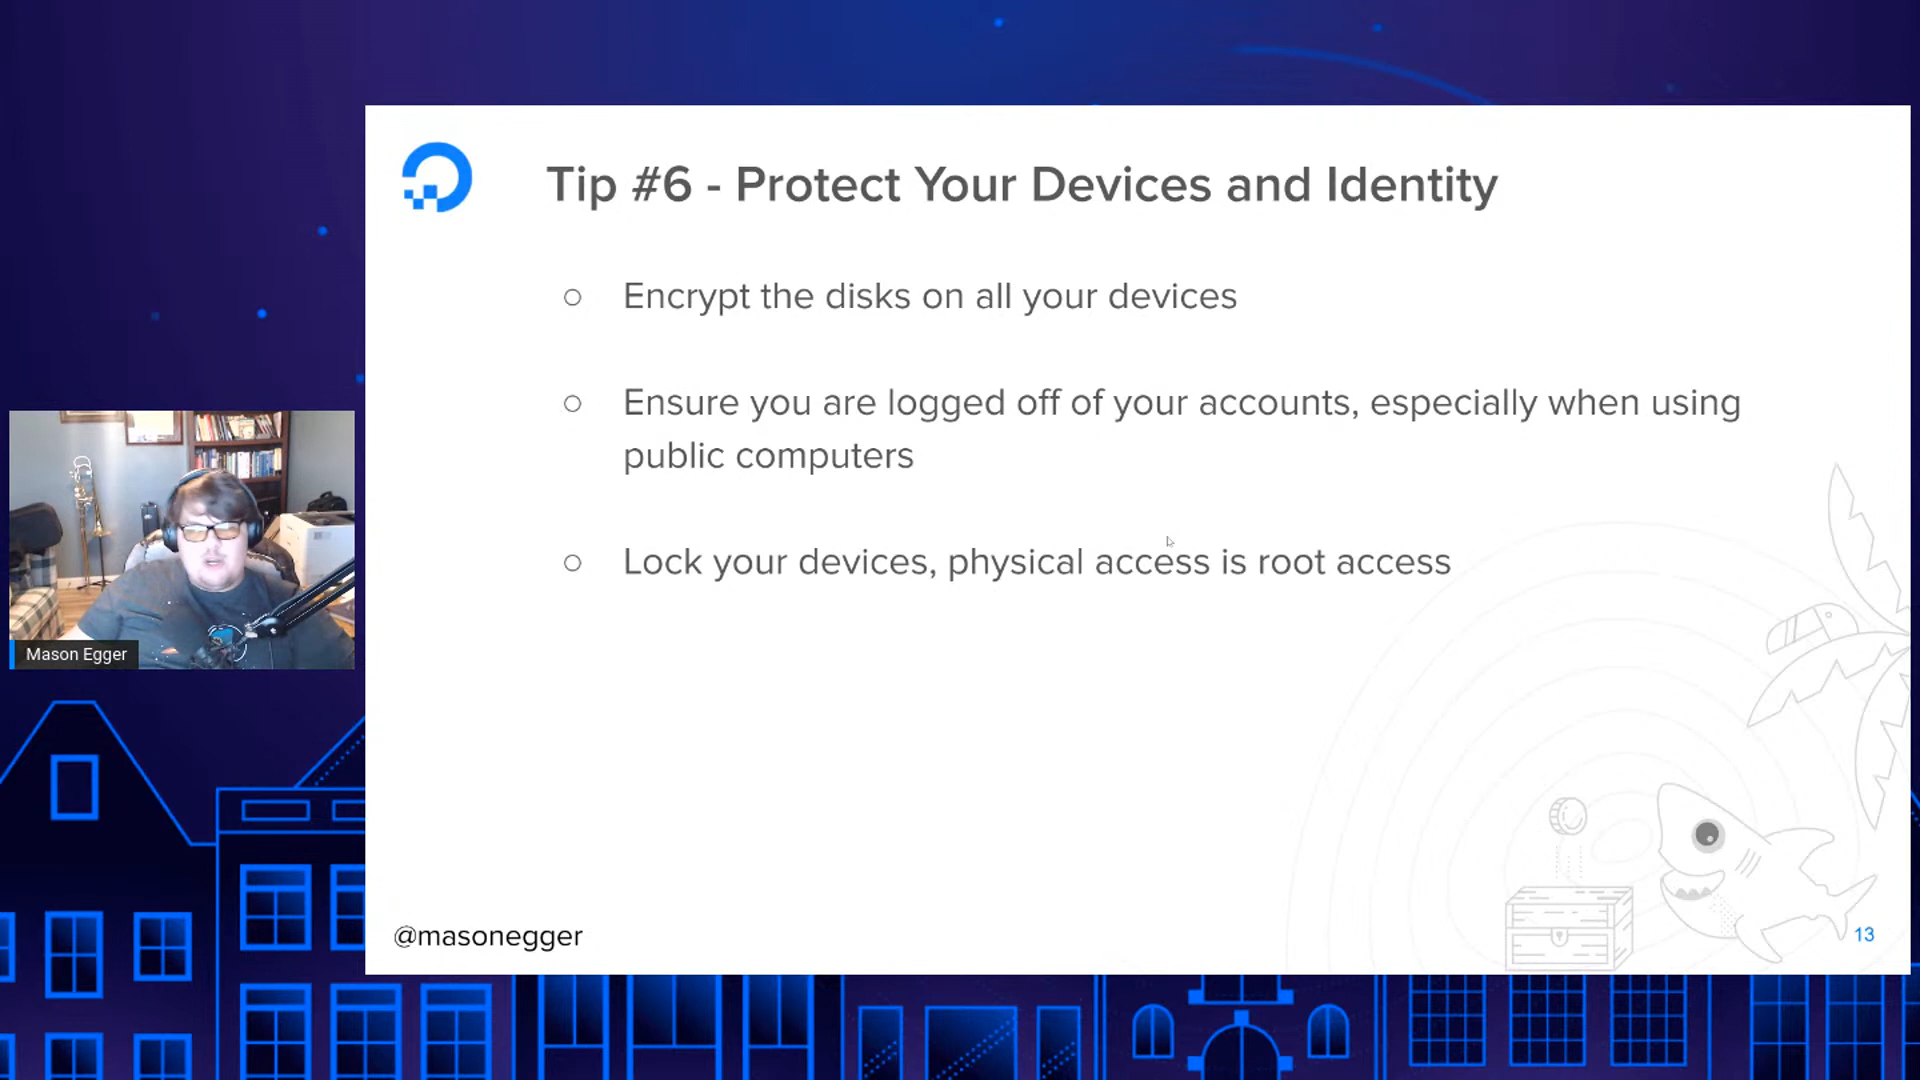 Tip #6 - Protect Your Devices and Identity
○ Encrypt the disks on all your devices
○ Ensure you are logged off of your accounts, especially when using
public computers
○ Lock your devices, physical access is root access
Mason Egger
@masonegger
13